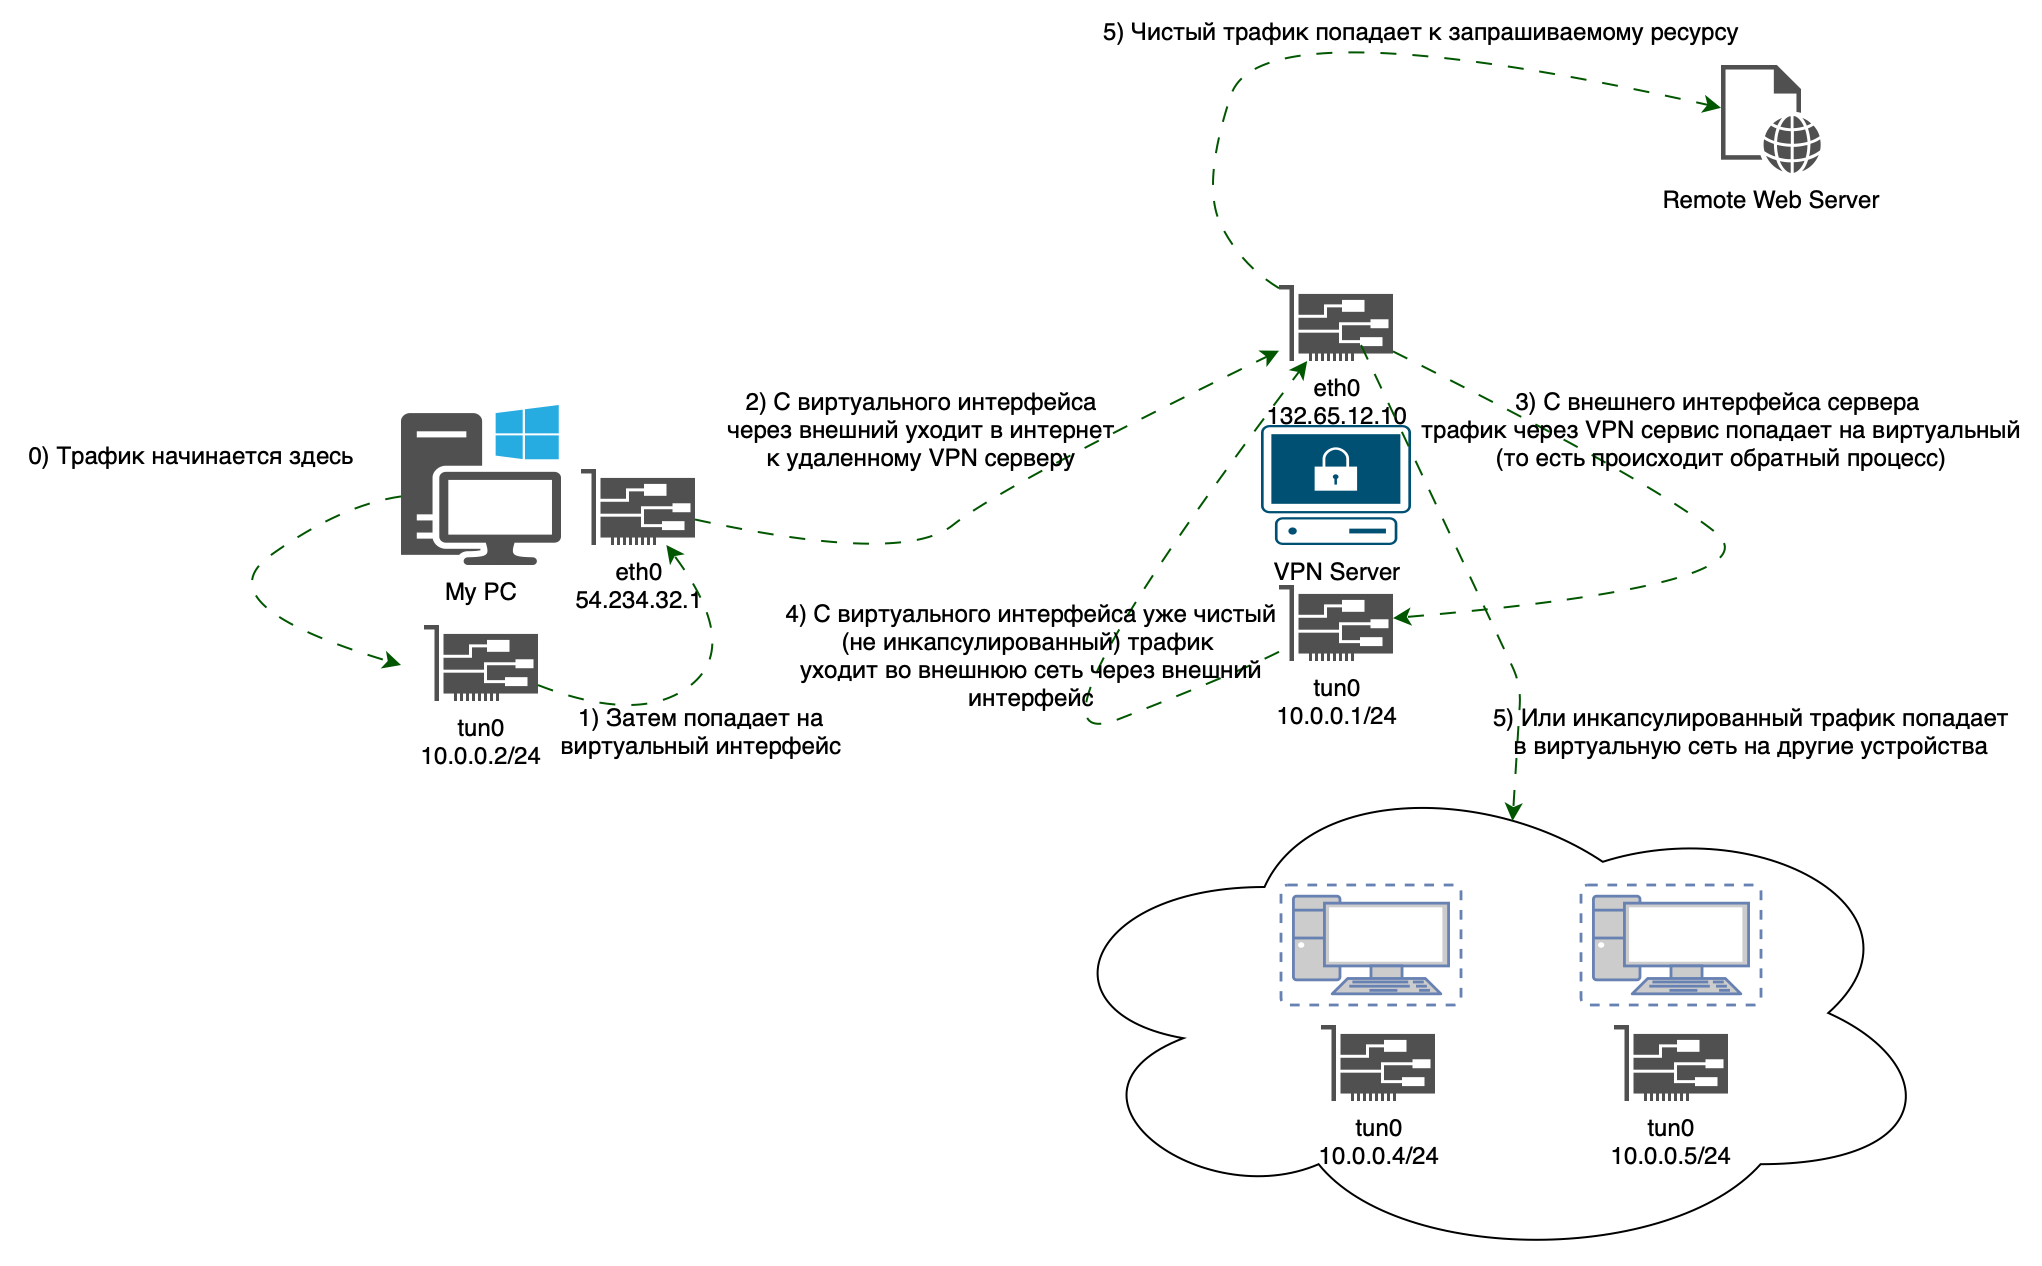 5) Чистый трафик попадает к запрашиваемому ресурсу
Remote Web Server
0) Трафик начинается здесь
My PC
eth0
54.234.32.1
tun0
10.0.0.2/24
1) Затем попадает на
виртуальный интерфейс
2) С виртуального интерфейса
через внешний уходит в интернет
к удаленному VPN серверу
eth0
132.65.12.10
VPN Server
3) С внешнего интерфейса сервера
трафик через VPN сервис попадает на виртуальный
(то есть происходит обратный процесс)
4) С виртуального интерфейса уже чистый
(не инкапсулированный) трафик
уходит во внешнюю сеть через внешний
интерфейс
tun0
10.0.0.1/24
5) Или инкапсулированный трафик попадает
в виртуальную сеть на другие устройства
tun0
10.0.0.4/24
tun0
10.0.0.5/24